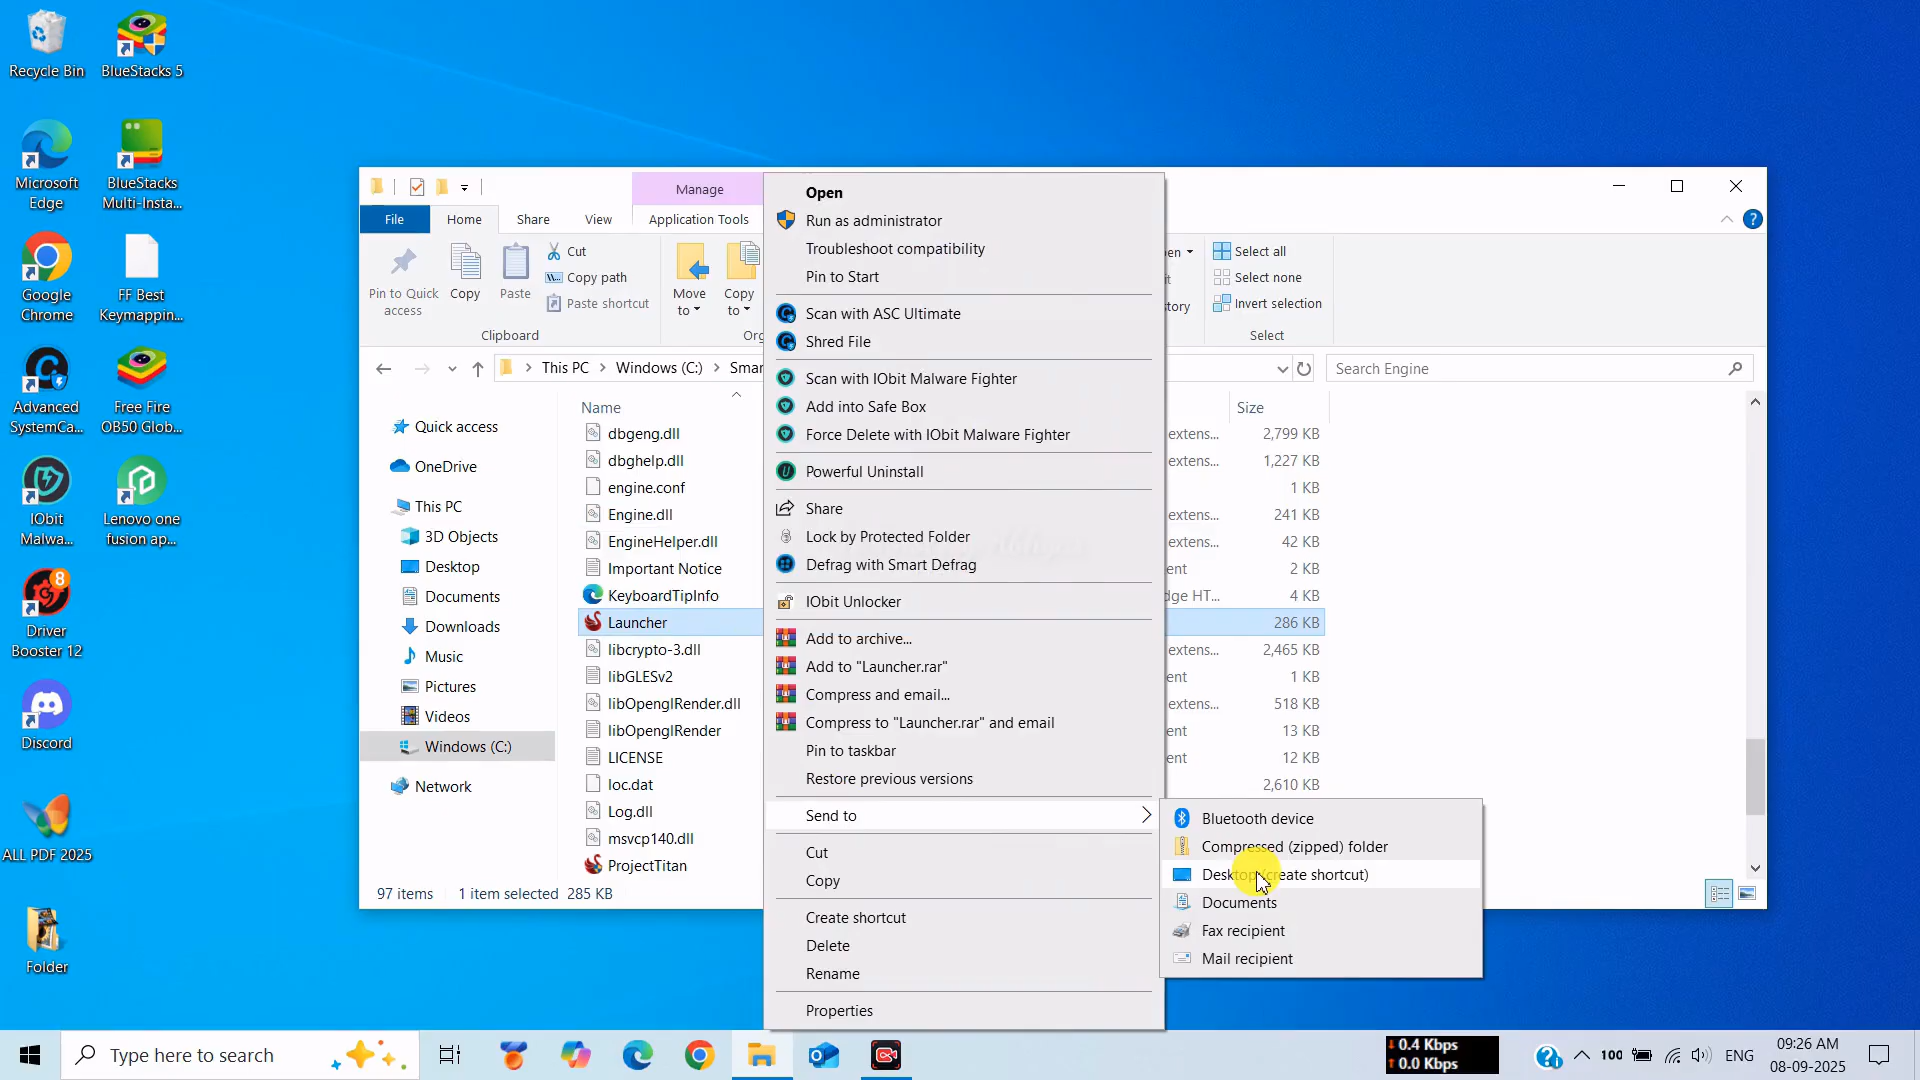 Recycle Bin
BlueStacks 5
Microsoft
Edge
BlueStacks
Multi-Insta...
Google
Chrome
FF Best
Keymappin...
Advanced
SystemCa...
Free Fire
OB50 Glob...
IObit
Malwa...
Lenovo one
fusion ap...
8
Driver
Booster 12
Discord
ALL PDF 2025
Folder
Manage
File
Home
Share
View
Application Tools
Pin to Quick
access
Copy
Paste
Cut
Copy path
Paste shortcut
Clipboard
Move
to
Copy
to
Select all
Select none
Invert selection
Select
This PC
Windows (C:)
Search Engine
Quick access
OneDrive
This PC
3D Objects
Desktop
Documents
Downloads
Music
Pictures
Videos
Windows (C:)
Network
Name
Size
dbgeng.dll
extens...
2,799 KB
dbghelp.dll
extens...
1,227 KB
engine.conf
1 KB
Engine.dll
extens...
241 KB
EngineHelper.dll
extens...
42 KB
Important Notice
2 KB
KeyboardTipInfo
4 KB
Launcher
286 KB
libcrypto-3.dll
extens...
2,465 KB
libGLESv2
1 KB
libOpenglRender.dll
extens...
518 KB
libOpenglRender
13 KB
LICENSE
12 KB
loc.dat
2,610 KB
Log.dll
msvcp140.dll
ProjectTitan
97 items
1 item selected 285 KB
Open
Run as administrator
Troubleshoot compatibility
Pin to Start
Scan with ASC Ultimate
Shred File
Scan with IObit Malware Fighter
Add into Safe Box
Force Delete with IObit Malware Fighter
Powerful Uninstall
Share
Lock by Protected Folder
Defrag with Smart Defrag
IObit Unlocker
Add to archive...
Add to "Launcher.rar"
Compress and email...
Compress to "Launcher.rar" and email
Pin to taskbar
Restore previous versions
Send to
Cut
Copy
Create shortcut
Delete
Rename
Properties
Bluetooth device
Compressed (zipped) folder
Desktop (create shortcut)
Documents
Fax recipient
Mail recipient
Type here to search
0.4 Kbps
0.0 Kbps
100
ENG
09:26 AM
08-09-2025